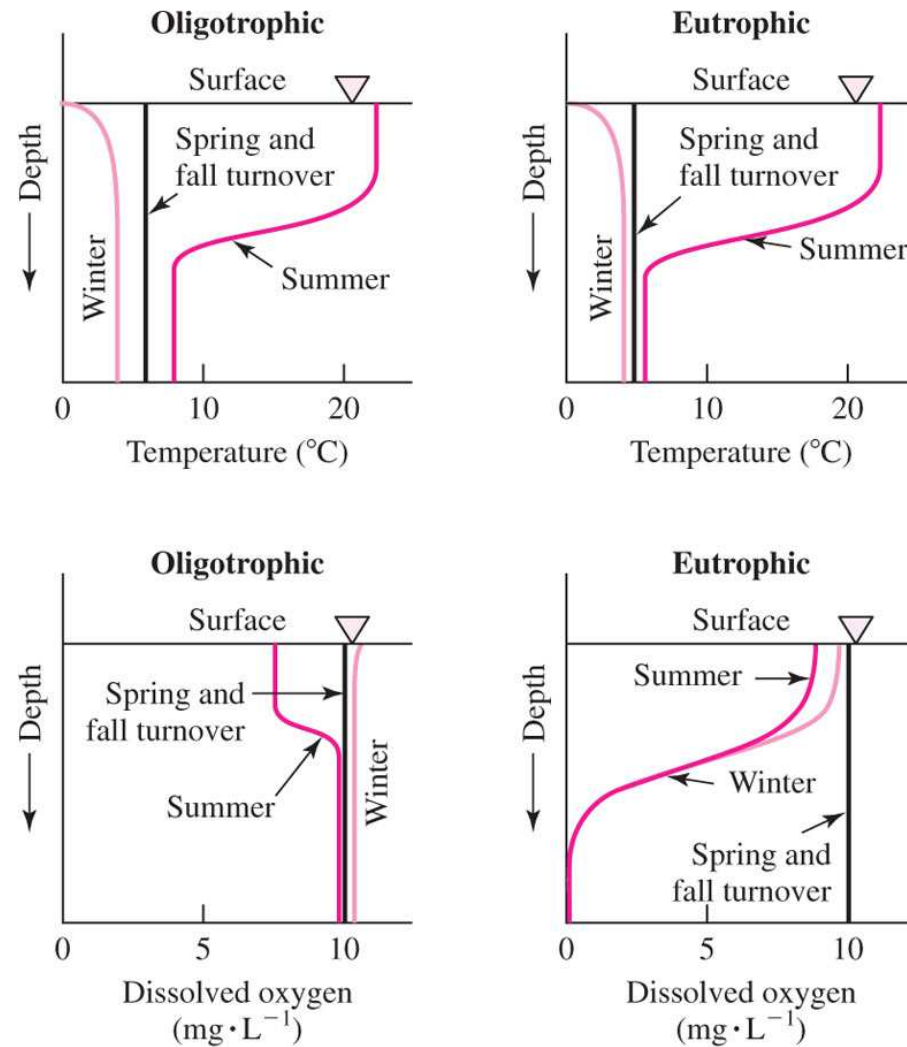 Oligotrophic
Surface
Depth
Spring and
fall turnover
Winter
Summer
0
10
20
Temperature (°C)
Eutrophic
Surface
Depth
Spring and
fall turnover
Winter
Summer
0
10
20
Temperature (°C)
Oligotrophic
Surface
Depth
Spring and
fall turnover
Summer
Winter
0
5
10
Dissolved oxygen
(mg · L⁻¹)
Eutrophic
Surface
Depth
Summer
Winter
Spring and
fall turnover
0
5
10
Dissolved oxygen
(mg · L⁻¹)